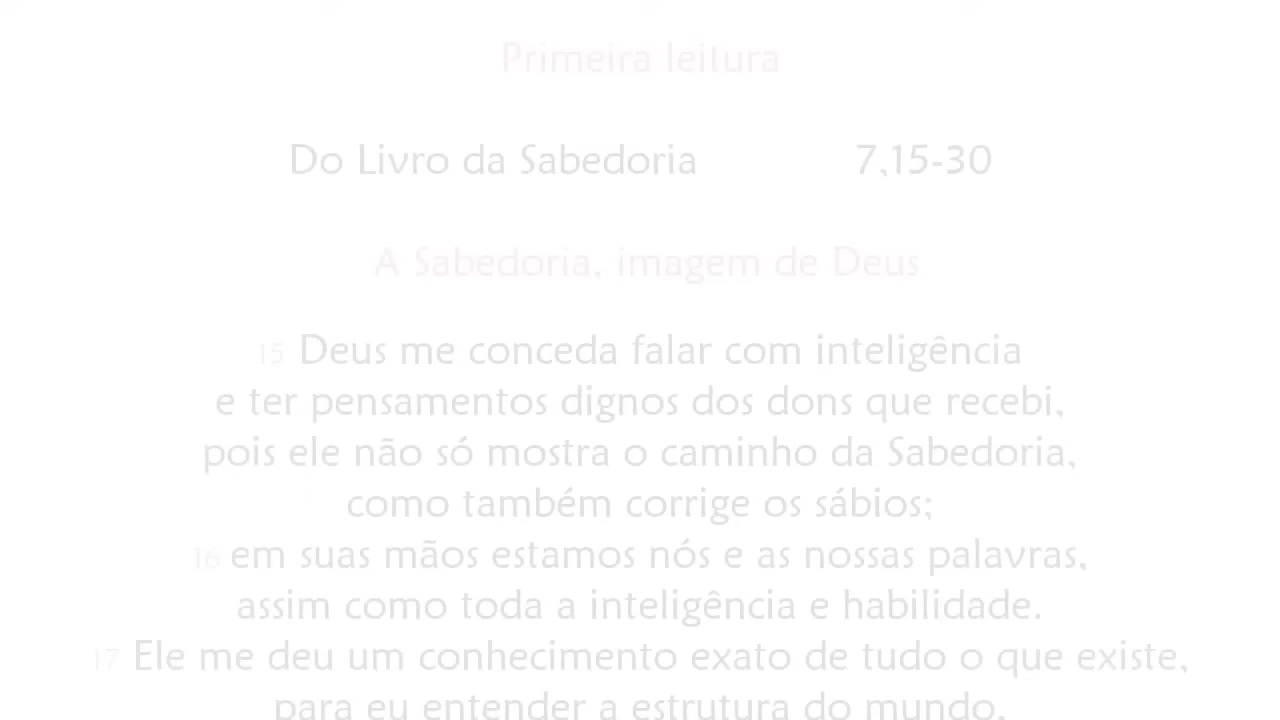 Primeira leitura
Do Livro da Sabedoria 7,15-30
A Sabedoria, imagem de Deus
15 Deus me conceda falar com inteligência
e ter pensamentos dignos dos dons que recebi,
pois ele não só mostra o caminho da Sabedoria,
como também corrige os sábios;
16 em suas mãos estamos nós e as nossas palavras,
assim como toda a inteligência e habilidade.
17 Ele me deu um conhecimento exato de tudo o que existe,
para eu entender a estrutura do mundo,